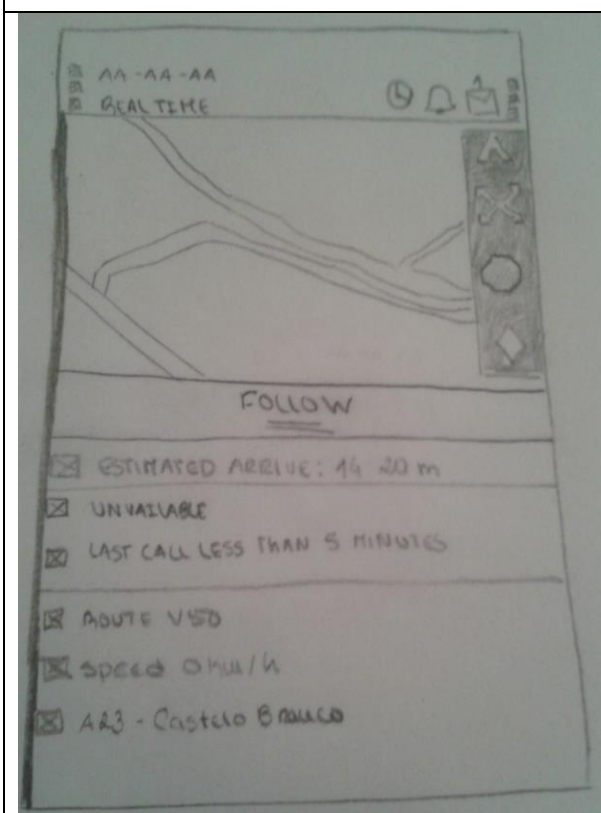 AA-AA-AA
REAL TIME
FOLLOW
ESTIMATED ARRIVE: 14 20 m
UNVAILABLE
LAST CALL LESS THAN 5 MINUTES
ROUTE V50
SPEED 0 Km/h
A23 - Castelo Branco